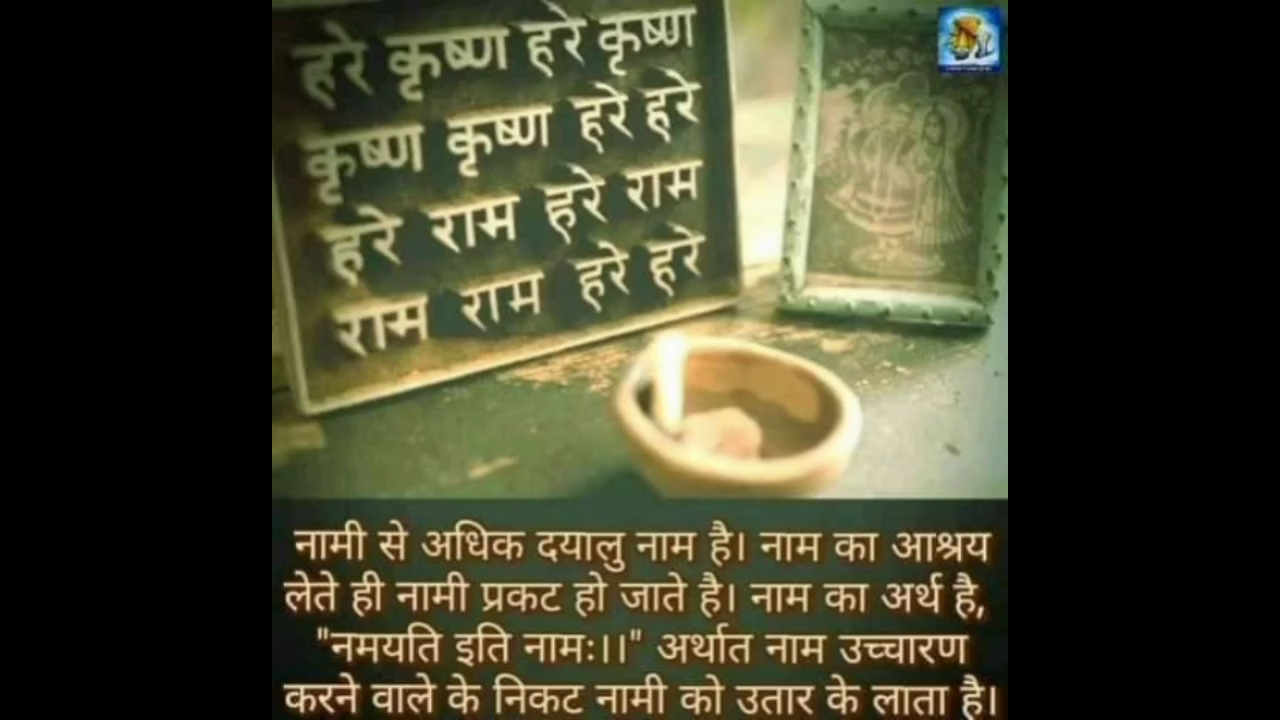 हरे कृष्ण हरे कृष्ण
कृष्ण कृष्ण हरे हरे
हरे राम हरे राम
राम राम हरे हरे
नामी से अधिक दयालु नाम है। नाम का आश्रय
लेते ही नामी प्रकट हो जाते है। नाम का अर्थ है,
"नमयति इति नामः।।" अर्थात नाम उच्चारण
करने वाले के निकट नामी को उतार के लाता है।